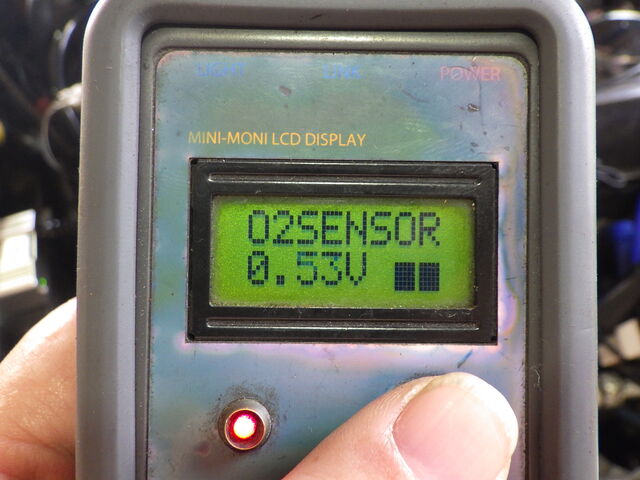 POWER
MINI-MONI LCD DISPLAY
O2SENSOR
0.53V